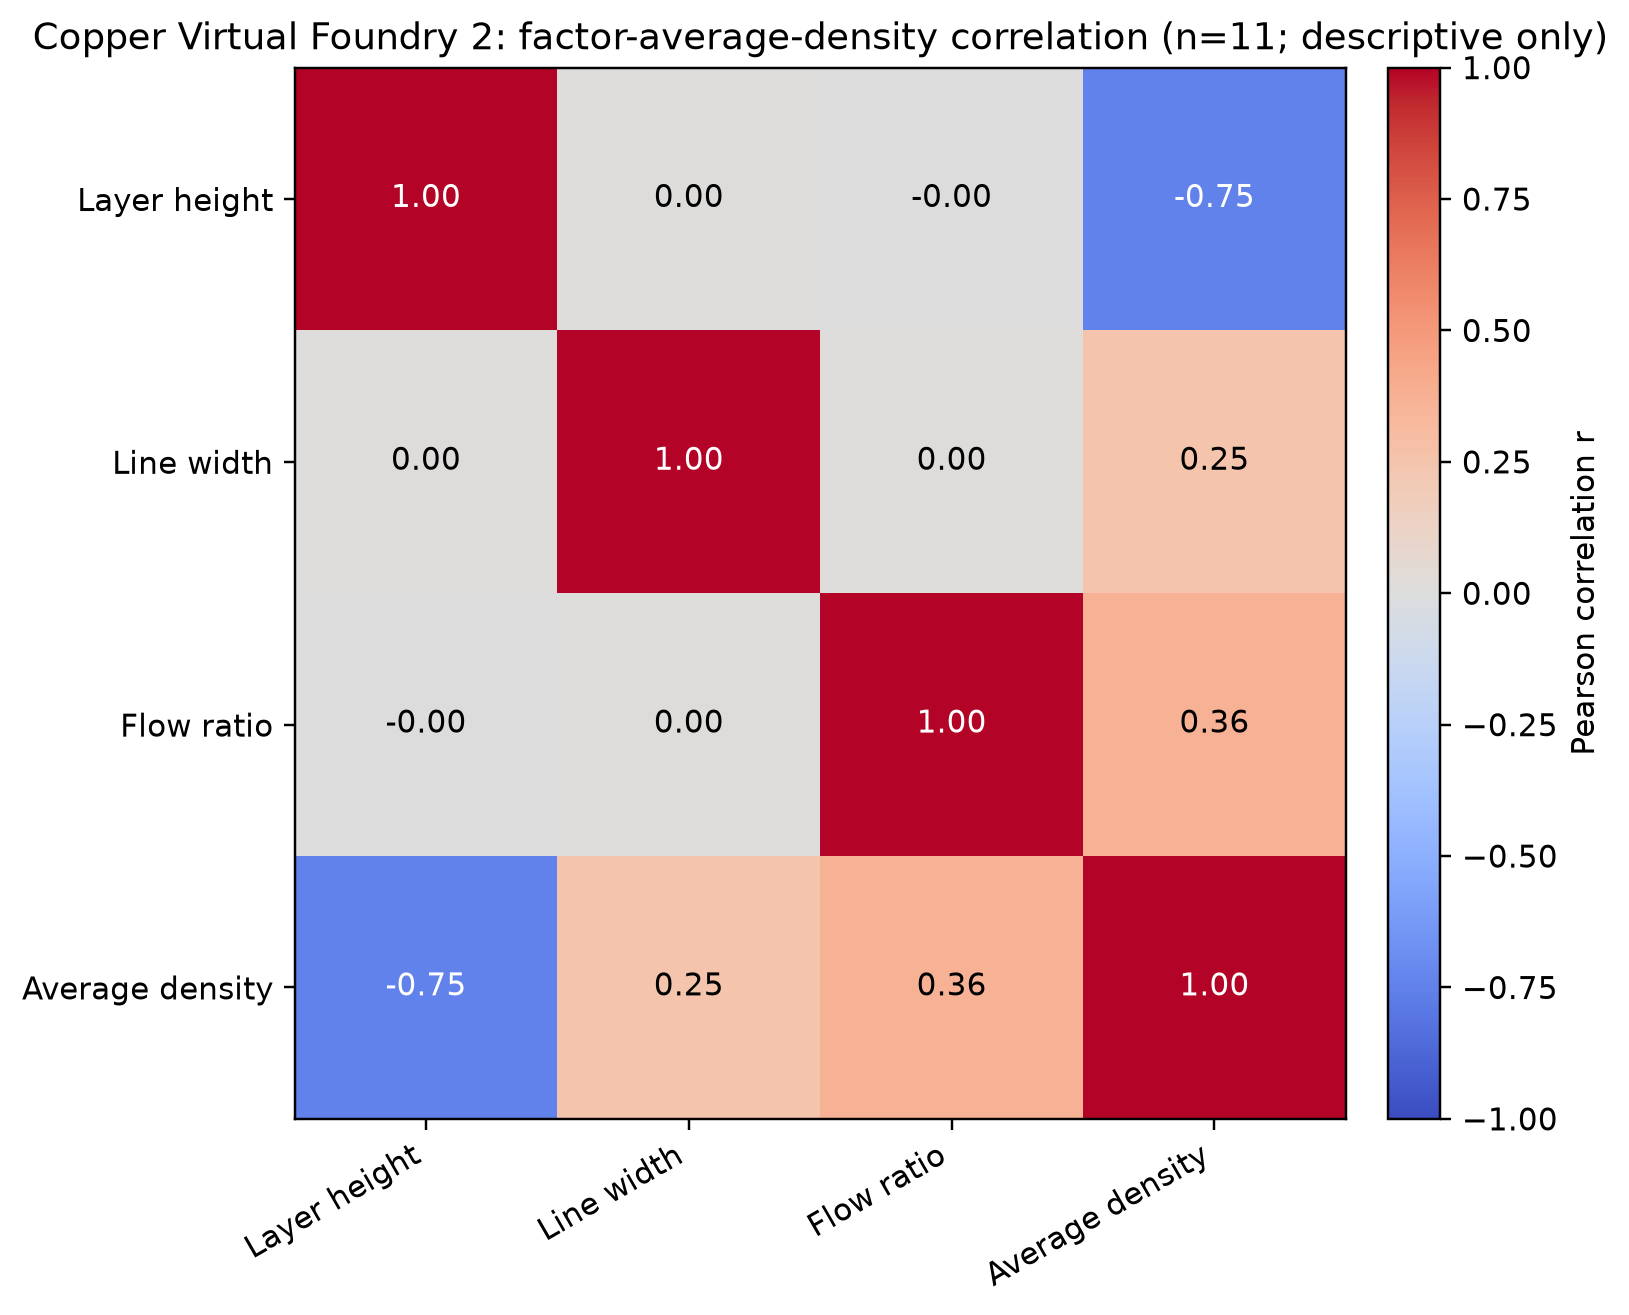 Copper Virtual Foundry 2: factor-average-density correlation (n=11; descriptive only)
Layer height
1.00
0.00
-0.00
-0.75
Line width
0.00
1.00
0.00
0.25
Flow ratio
-0.00
0.00
1.00
0.36
Average density
-0.75
0.25
0.36
1.00
Layer height
Line width
Flow ratio
Average density
1.00
0.75
0.50
0.25
0.00
−0.25
−0.50
−0.75
−1.00
Pearson correlation r